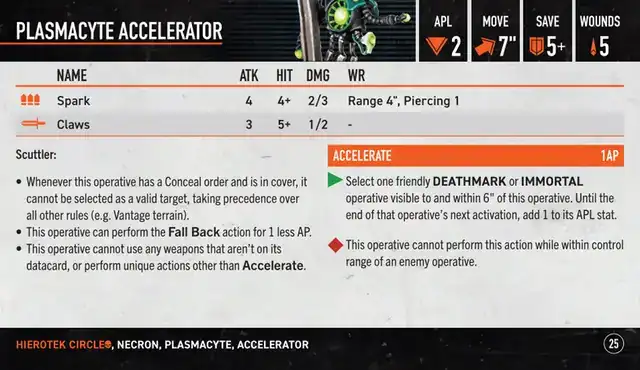 PLASMACYTE ACCELERATOR
APL
2
MOVE
7"
SAVE
5+
WOUNDS
5
NAME ATK HIT DMG WR
Spark 4 4+ 2/3 Range 4", Piercing 1
Claws 3 5+ 1/2 -
Scuttler:
• Whenever this operative has a Conceal order and is in cover, it
cannot be selected as a valid target, taking precedence over
all other rules (e.g. Vantage terrain).
• This operative can perform the Fall Back action for 1 less AP.
• This operative cannot use any weapons that aren't on its
datacard, or perform unique actions other than Accelerate.
ACCELERATE 1AP
Select one friendly DEATHMARK or IMMORTAL
operative visible to and within 6" of this operative. Until the
end of that operative's next activation, add 1 to its APL stat.
This operative cannot perform this action while within control
range of an enemy operative.
HIEROTEK CIRCLE, NECRON, PLASMACYTE, ACCELERATOR
25